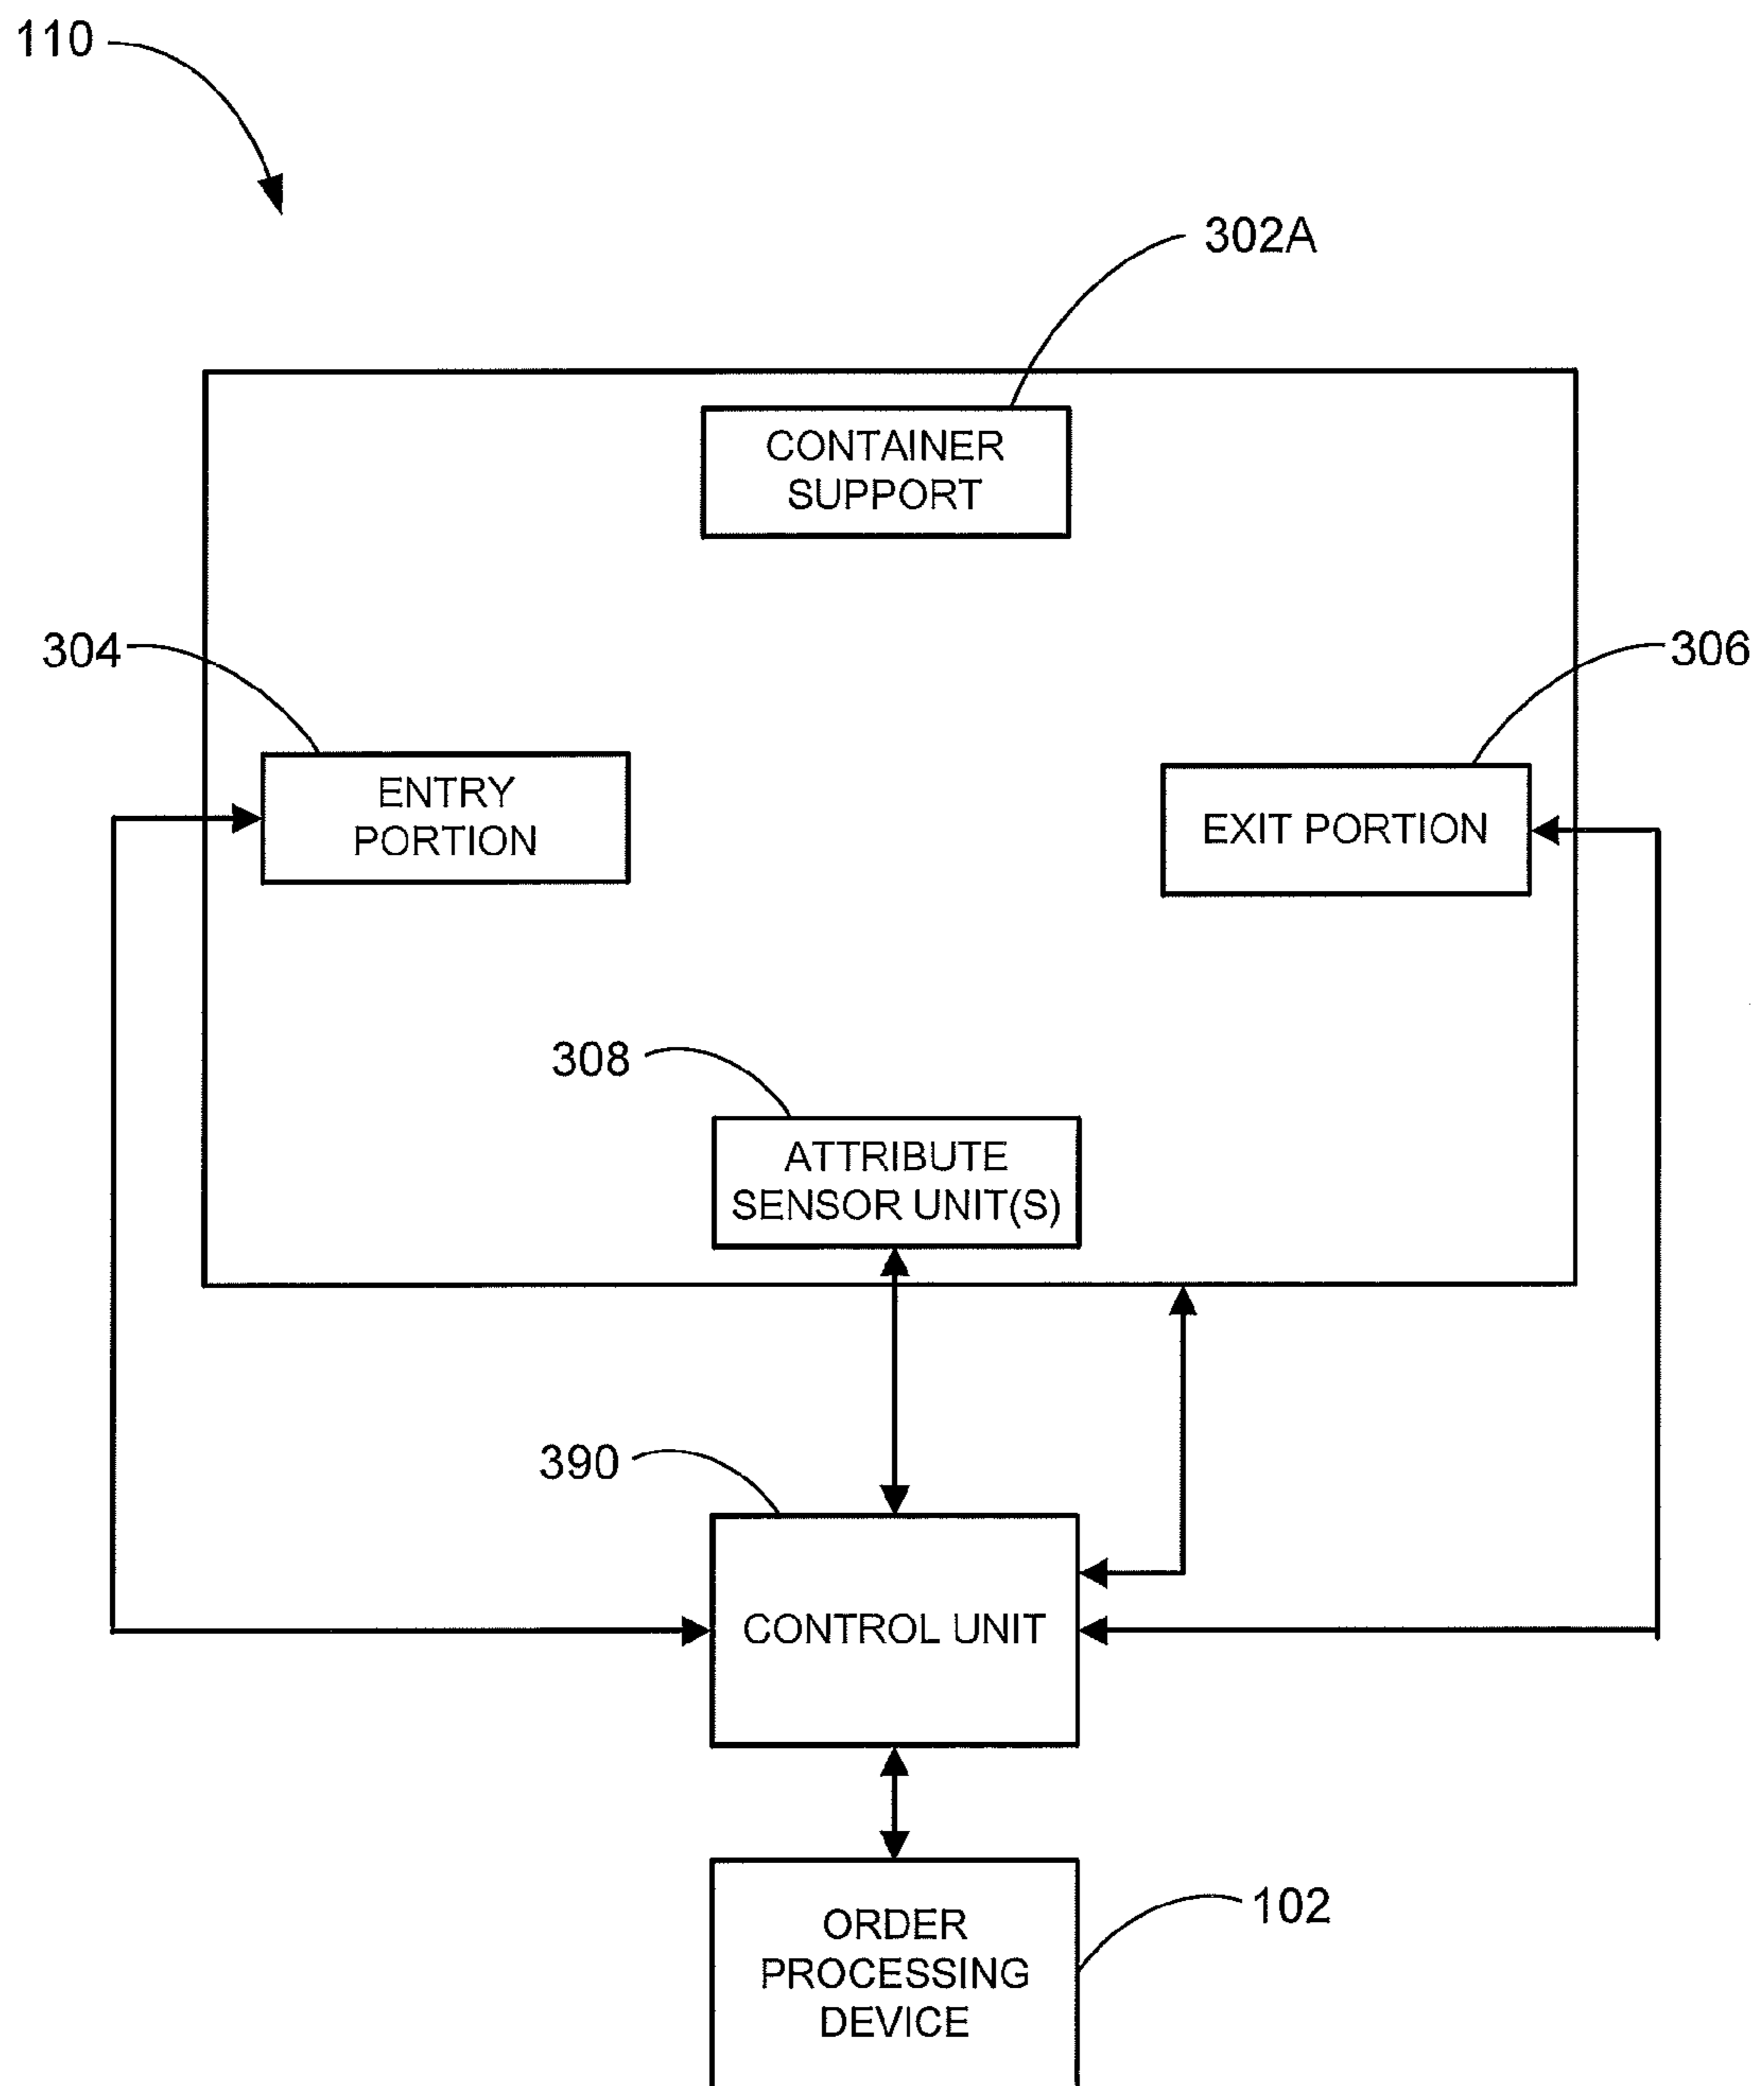 110
302A
CONTAINER
SUPPORT
304
306
ENTRY
PORTION
EXIT PORTION
308
ATTRIBUTE
SENSOR UNIT(S)
390
CONTROL UNIT
102
ORDER
PROCESSING
DEVICE